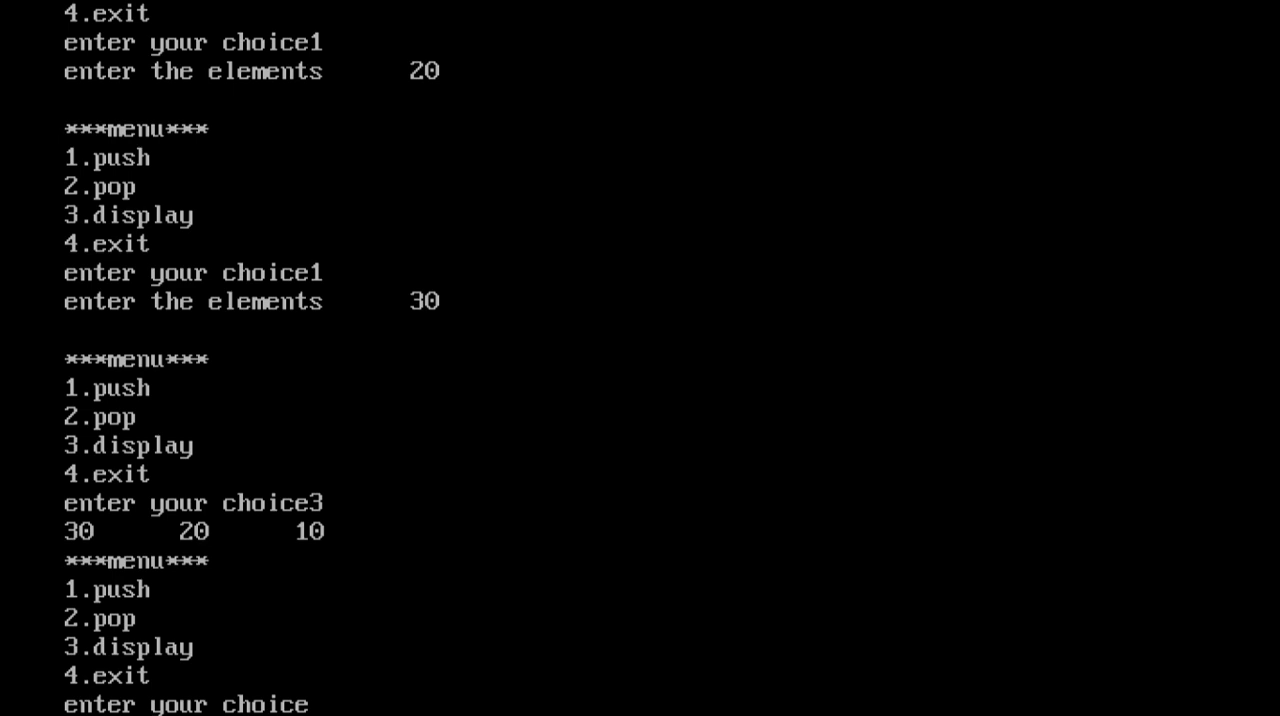 4.exit
enter your choice1
enter the elements      20
***menu***
1.push
2.pop
3.display
4.exit
enter your choice1
enter the elements      30
***menu***
1.push
2.pop
3.display
4.exit
enter your choice3
30      20      10
***menu***
1.push
2.pop
3.display
4.exit
enter your choice